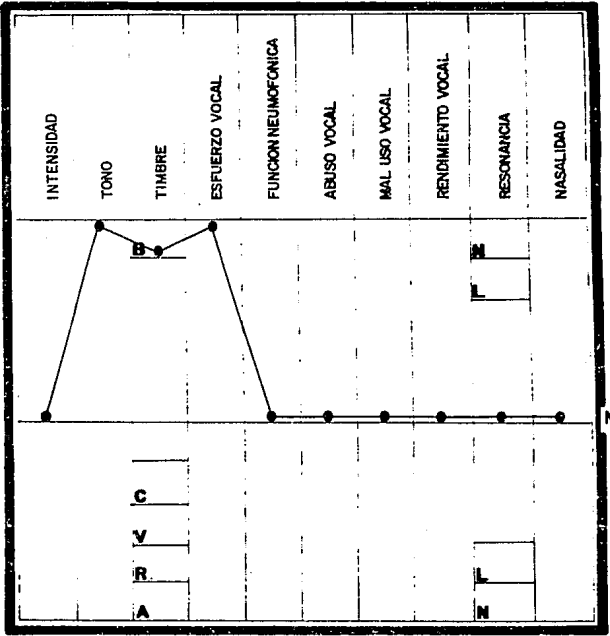 INTENSIDAD
TONO
TIMBRE
ESFUERZO VOCAL
FUNCION NEUMOFONICA
ABUSO VOCAL
MAL USO VOCAL
RENDIMIENTO VOCAL
RESONANCIA
NASALIDAD
B
N
L
N
C
V
R
L
A
N